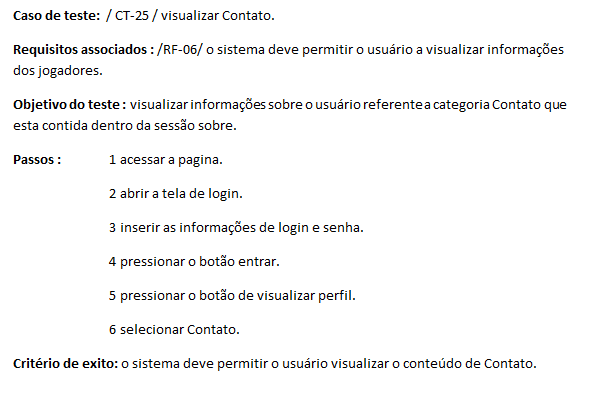 Caso de teste: / CT-25 / visualizar Contato.
Requisitos associados : /RF-06/ o sistema deve permitir o usuário a visualizar informações
dos jogadores.
Objetivo do teste : visualizar informações sobre o usuário referente a categoria Contato que
esta contida dentro da sessão sobre.
Passos : 1 acessar a pagina.
2 abrir a tela de login.
3 inserir as informações de login e senha.
4 pressionar o botão entrar.
5 pressionar o botão de visualizar perfil.
6 selecionar Contato.
Critério de exito: o sistema deve permitir o usuário visualizar o conteúdo de Contato.